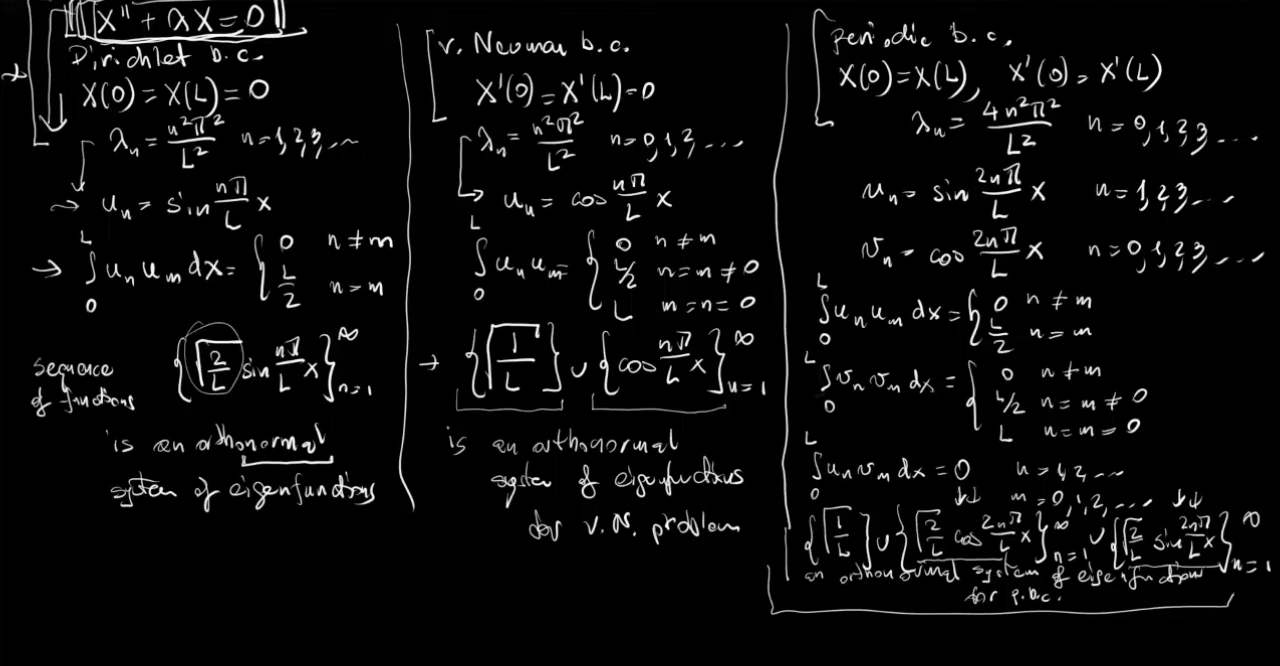 X'' + λX = 0
Dirichlet b.c.
X(0) = X(L) = 0
λₙ = n²π²/L² n = 1, 2, 3, ...
uₙ = sin nπ/L x
∫₀ᴸ uₙ uₘ dx = { 0 n ≠ m
L/2 n = m
sequence of functions
{ √(2/L) sin nπ/L x }ₙ₌₁^∞
is an orthonormal
system of eigenfunctions
v. Neuman b.c.
X'(0) = X'(L) = 0
λₙ = n²π²/L² n = 0, 1, 2, ...
uₙ = cos nπ/L x
∫₀ᴸ uₙ uₘ = { 0 n ≠ m
L/2 n = m ≠ 0
L m = n = 0
{ √(1/L) } ∪ { cos nπ/L x }ₙ₌₁^∞
is an orthonormal
system of eigenfunctions
for v.N. problem
periodic b.c.
X(0) = X(L), X'(0) = X'(L)
λₙ = 4n²π²/L² n = 0, 1, 2, 3, ...
uₙ = sin 2nπ/L x n = 1, 2, 3, ...
vₙ = cos 2nπ/L x n = 0, 1, 2, 3, ...
∫₀ᴸ uₙ uₘ dx = { 0 n ≠ m
L/2 n = m
∫₀ᴸ vₙ vₘ dx = { 0 n ≠ m
L/2 n = m ≠ 0
L n = m = 0
∫₀ᴸ uₙ vₘ dx = 0 n = 1, 2, ...
m = 0, 1, 2, ...
{ √(1/L) } ∪ { √(2/L) cos 2nπ/L x }ₙ₌₁^∞ ∪ { √(2/L) sin 2nπ/L x }ₙ₌₁^∞
an orthonormal system of eigenfunctions
for p.b.c.